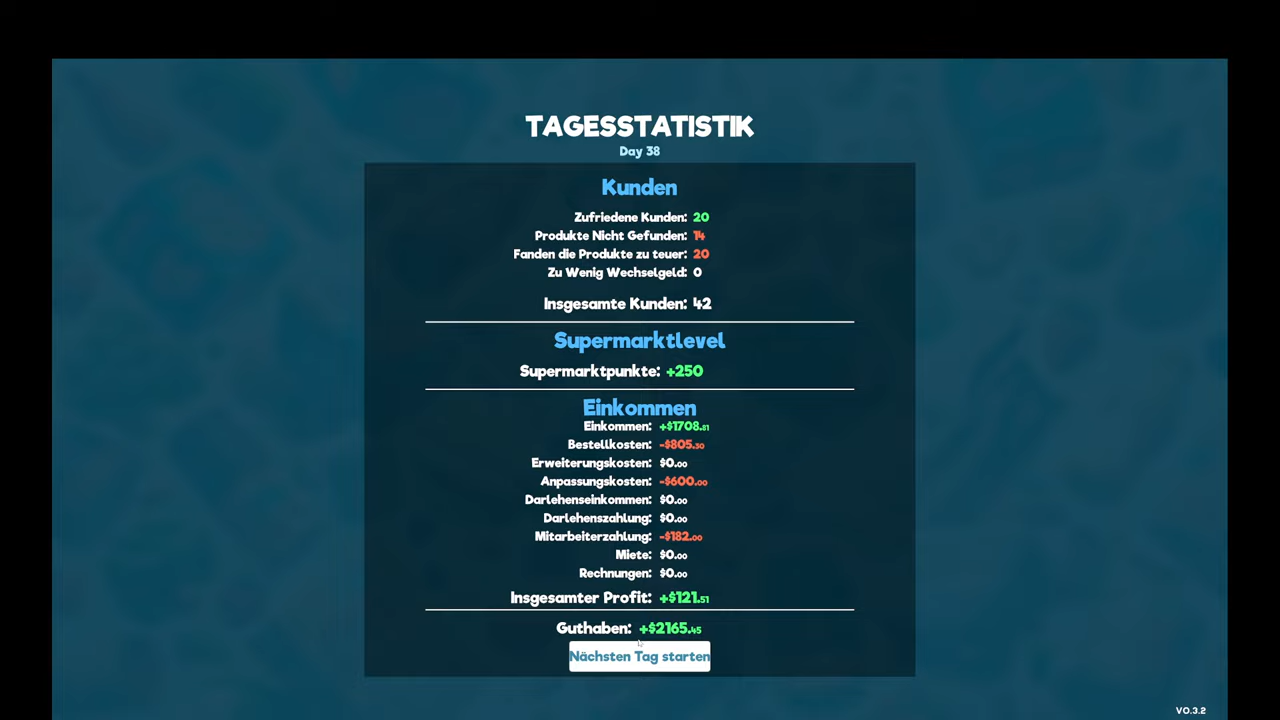 TAGESSTATISTIK
Day 38
Kunden
Zufriedene Kunden: 20
Produkte Nicht Gefunden: 14
Fanden die Produkte zu teuer: 20
Zu Wenig Wechselgeld: 0
Insgesamte Kunden: 42
Supermarktlevel
Supermarktpunkte: +250
Einkommen
Einkommen: +$1708.81
Bestellkosten: -$805.30
Erweiterungskosten: $0.00
Anpassungskosten: -$600.00
Darlehenseinkommen: $0.00
Darlehenszahlung: $0.00
Mitarbeiterzahlung: -$182.00
Miete: $0.00
Rechnungen: $0.00
Insgesamter Profit: +$121.51
Guthaben: +$2165.45
Nächsten Tag starten
V0.3.2